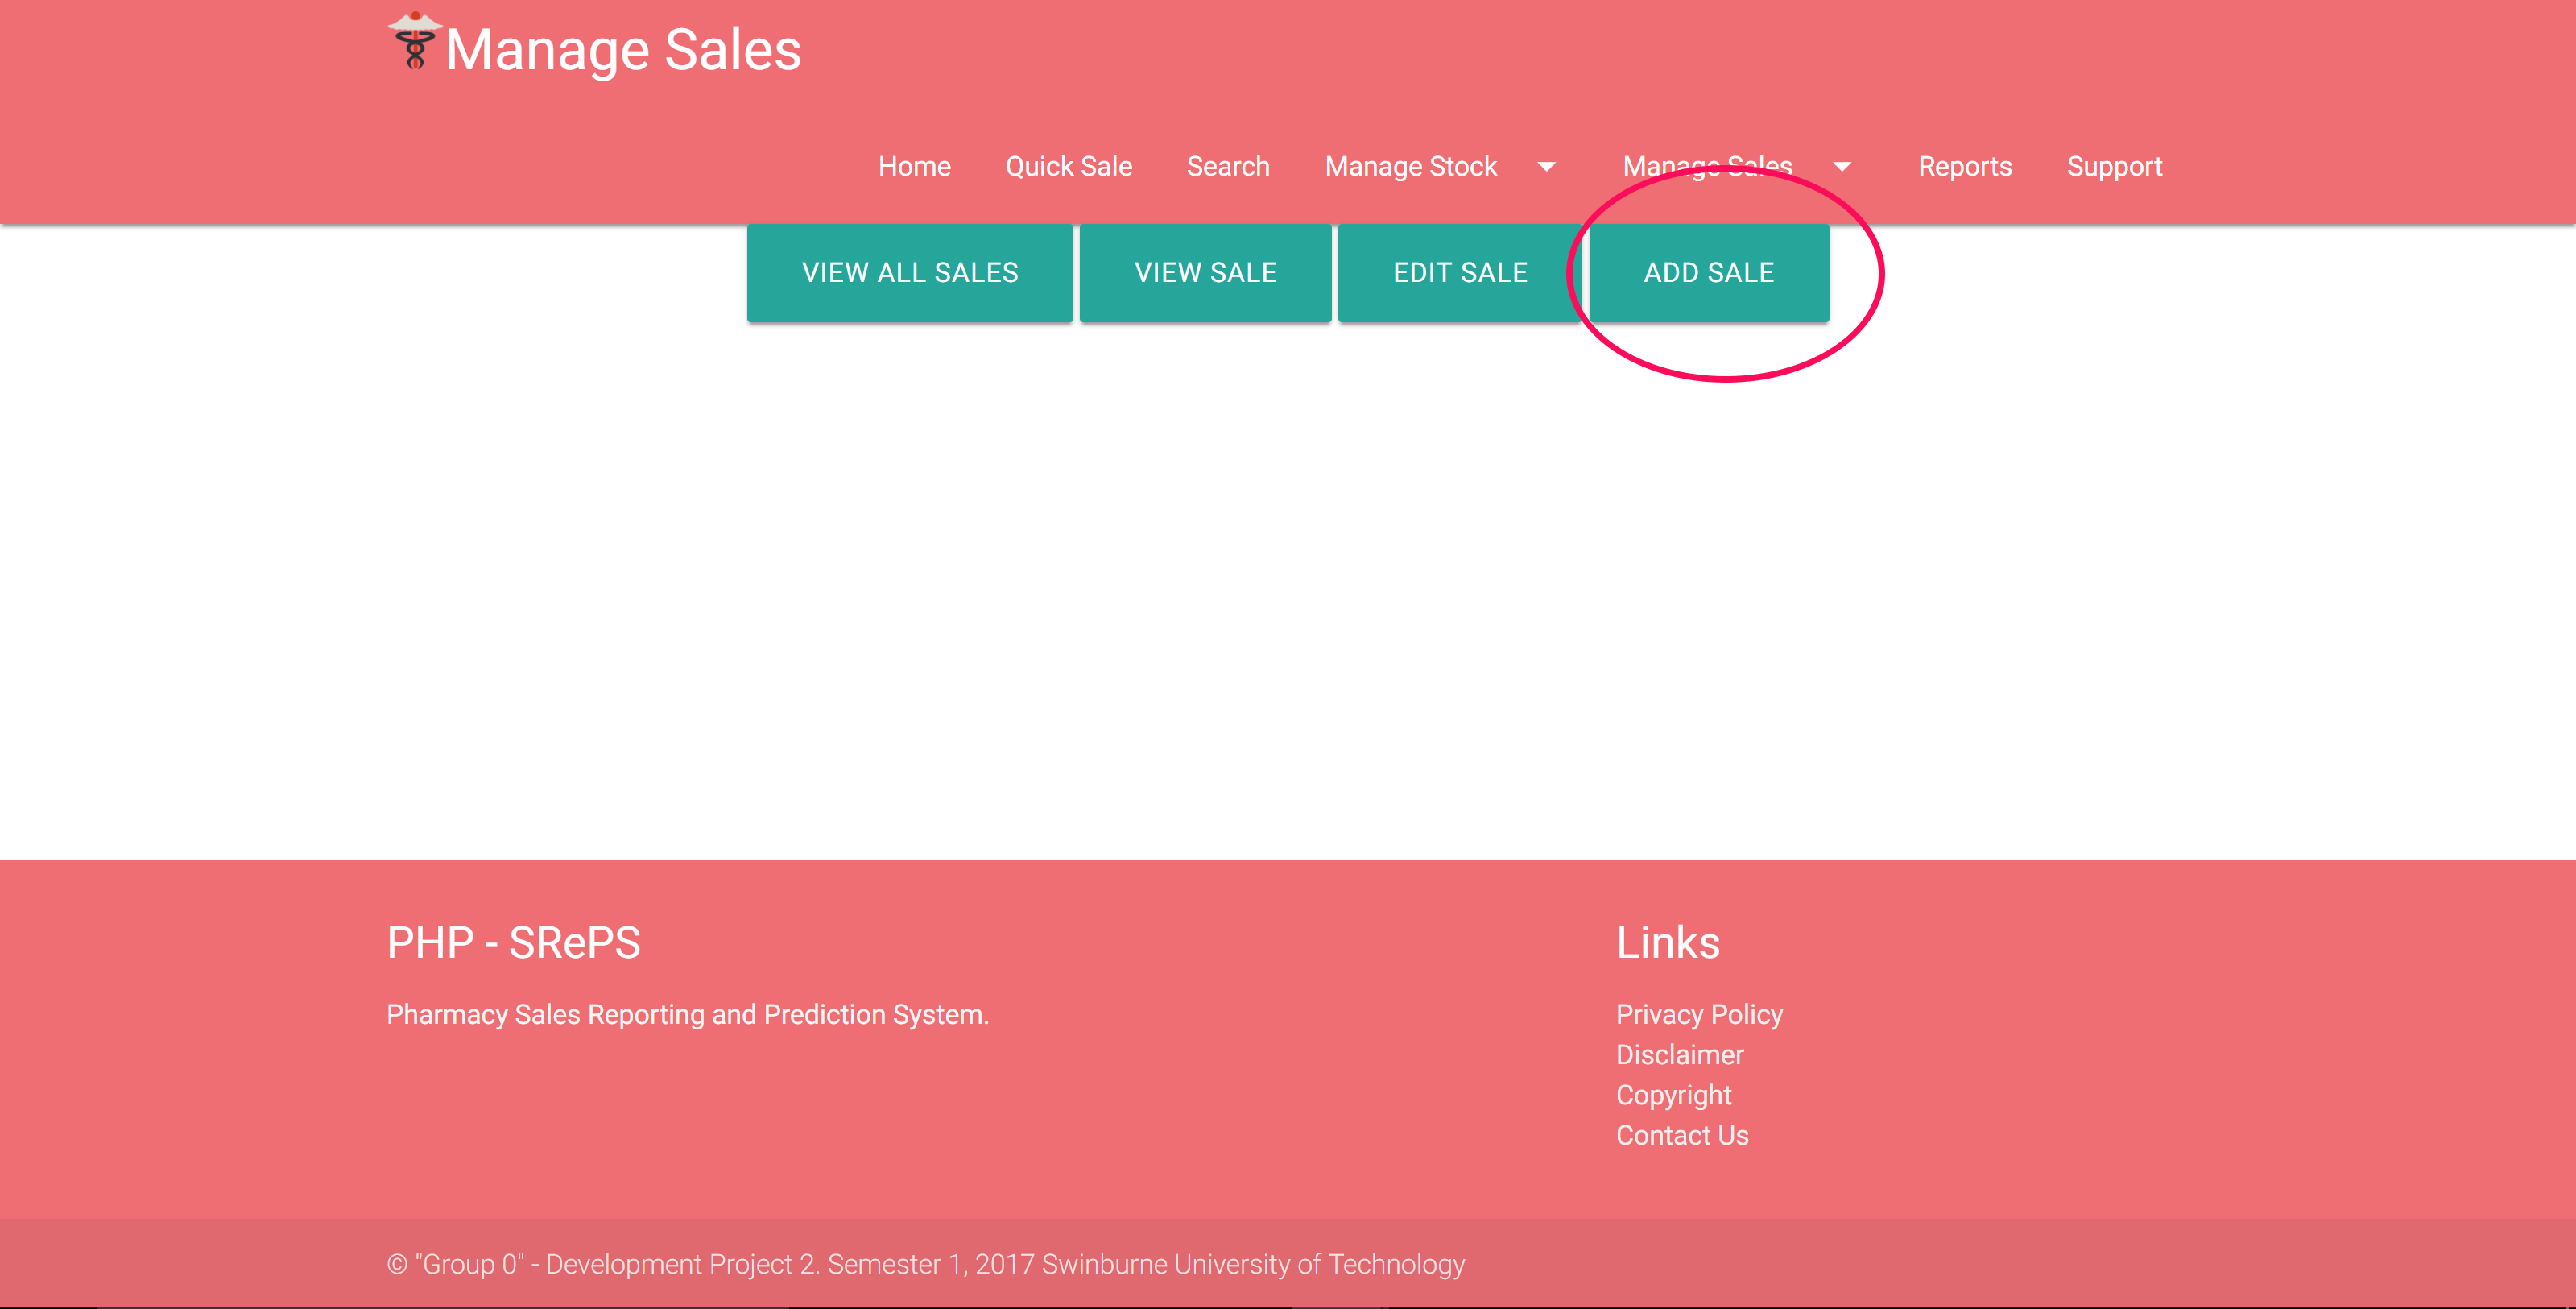 Manage Sales
Home Quick Sale Search Manage Stock Manage Sales Reports Support
VIEW ALL SALES VIEW SALE EDIT SALE ADD SALE
PHP - SRePS
Pharmacy Sales Reporting and Prediction System.
Links
Privacy Policy
Disclaimer
Copyright
Contact Us
© "Group 0" - Development Project 2. Semester 1, 2017 Swinburne University of Technology